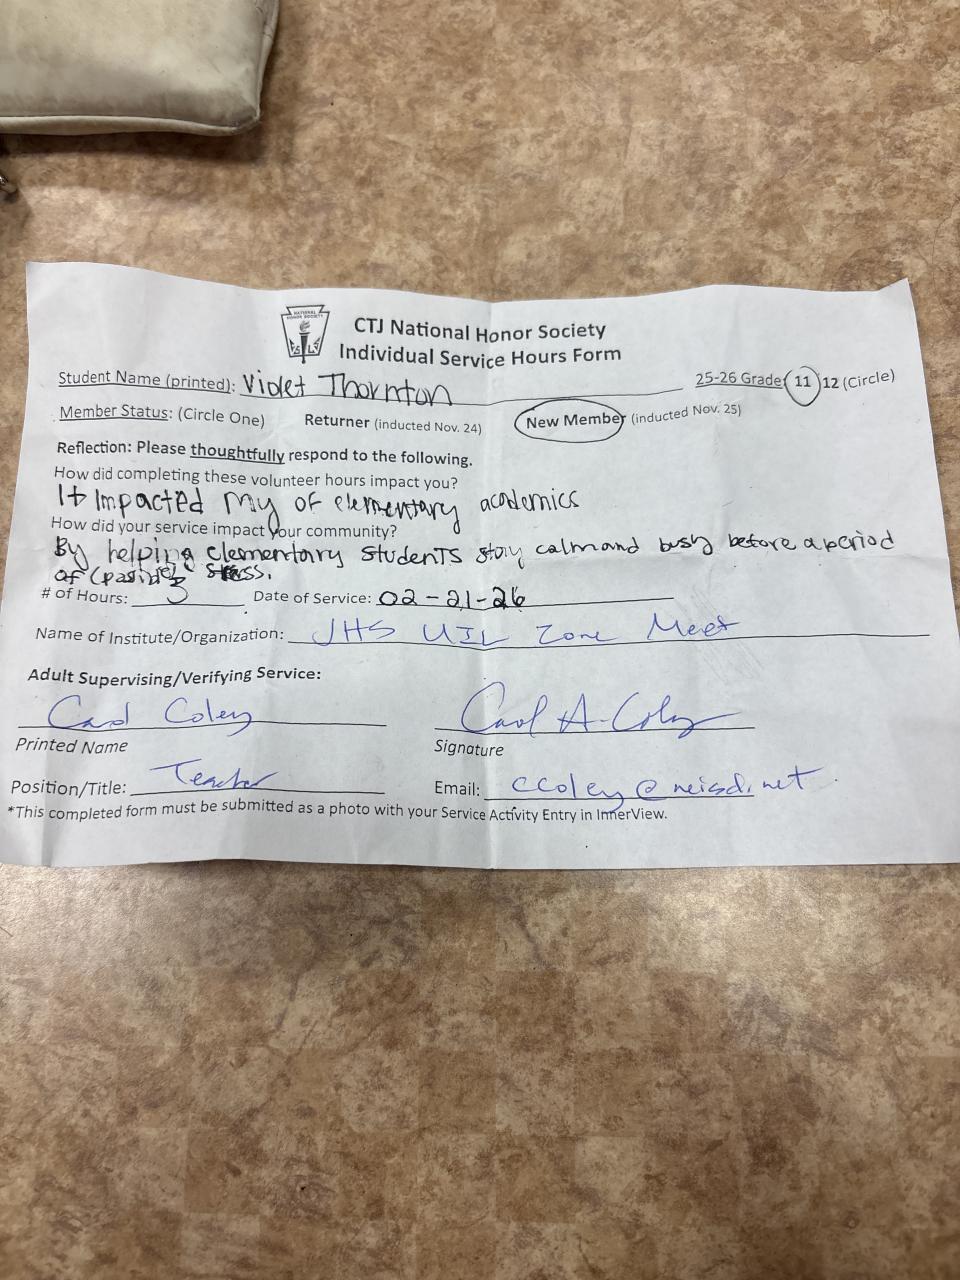 NATIONAL
HONOR SOCIETY
CTJ National Honor Society
Individual Service Hours Form
Student Name (printed): Violet Thornton 25-26 Grade: 11 12 (Circle)
Member Status: (Circle One) Returner (inducted Nov. 24) New Member (inducted Nov. 25)
Reflection: Please thoughtfully respond to the following.
How did completing these volunteer hours impact you?
It impacted my of elementary academics
How did your service impact your community?
By helping elementary students stay calm and busy before a period
of (possible) stress.
# of Hours: 3 Date of Service: 02-21-26
Name of Institute/Organization: JHS UIL Zone Meet
Adult Supervising/Verifying Service:
Carol Coley Carol A. Coley
Printed Name Signature
Position/Title: Teacher Email: ccoley@neisd.net
*This completed form must be submitted as a photo with your Service Activity Entry in InnerView.